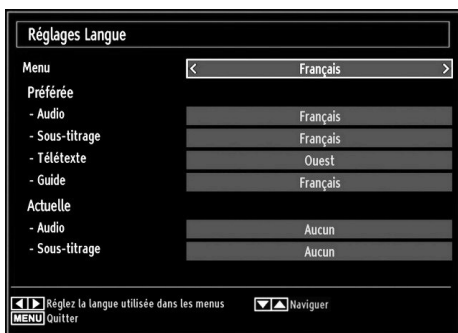 Réglages Langue
Menu < Français >
Préférée
- Audio Français
- Sous-titrage Français
- Télétexte Ouest
- Guide Français
Actuelle
- Audio Aucun
- Sous-titrage Aucun
◀ ▶ Réglez la langue utilisée dans les menus ▼ ▲ Naviguer
MENU Quitter